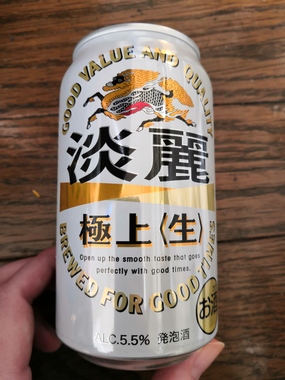 GOOD VALUE AND QUALITY
淡麗
極上〈生〉
Open up the smooth taste that goes
perfectly with good times.
BREWED FOR GOOD TIMES
お酒
ALC.5.5% 発泡酒